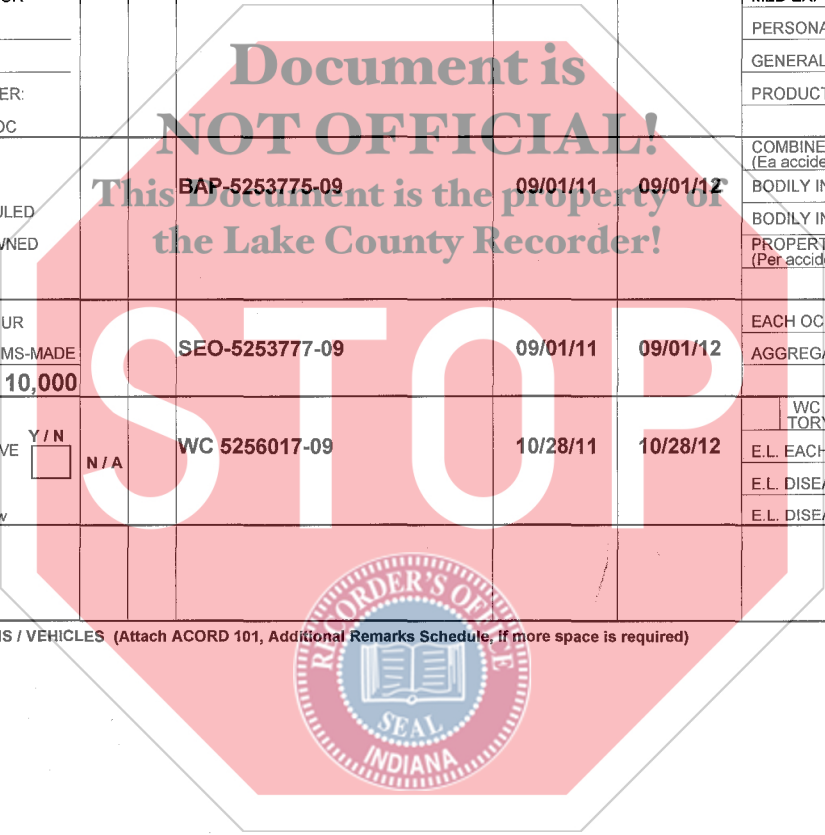 PERSONA
GENERAL
ER:
PRODUCT
OC
Document is
NOT OFFICIAL!
This Document is the property of
the Lake County Recorder!
COMBINE
(Ea accide
BAP-5253775-09 09/01/11 09/01/12
BODILY IN
ULED
BODILY IN
WNED
PROPERT
(Per accide
UR
EACH OC
MS-MADE
SEO-5253777-09 09/01/11 09/01/12
AGGREGA
10,000
STOP
WC
TORY
Y / N
VE
N / A
WC 5256017-09 10/28/11 10/28/12
E.L. EACH
E.L. DISEA
E.L. DISEA
S / VEHICLES (Attach ACORD 101, Additional Remarks Schedule, if more space is required)
RECORDER'S OFFICE
SEAL
INDIANA